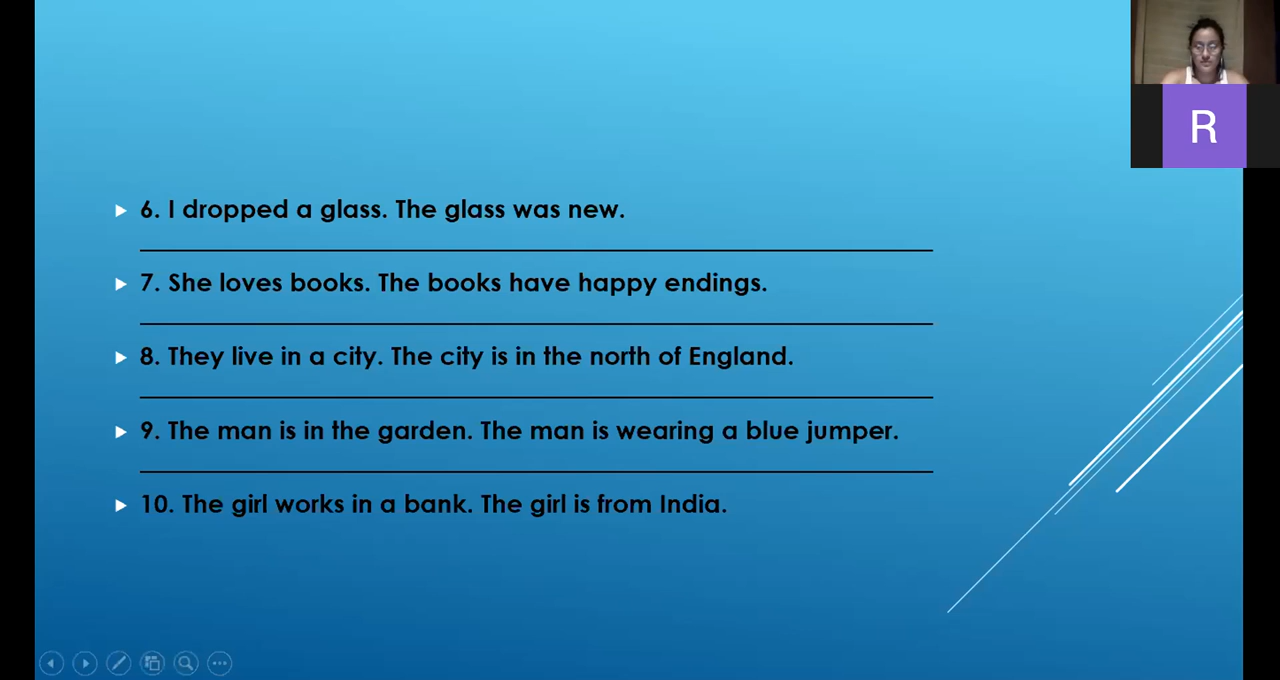 R
6. I dropped a glass. The glass was new.
7. She loves books. The books have happy endings.
8. They live in a city. The city is in the north of England.
9. The man is in the garden. The man is wearing a blue jumper.
10. The girl works in a bank. The girl is from India.